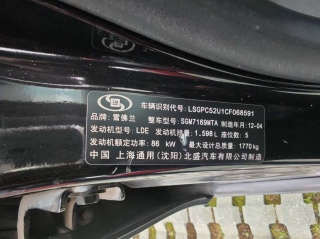 车辆识别代号: LSGPC52U1CF068591
品牌: 雪佛兰 整车型号: SGM7169MTA 制造年月: 12-04
发动机型号: LDE 发动机排量: 1.598L 座位数: 5
发动机额定功率: 86 kW 最大设计总质量: 1770kg
中国 上海通用(沈阳)北盛汽车有限公司制造